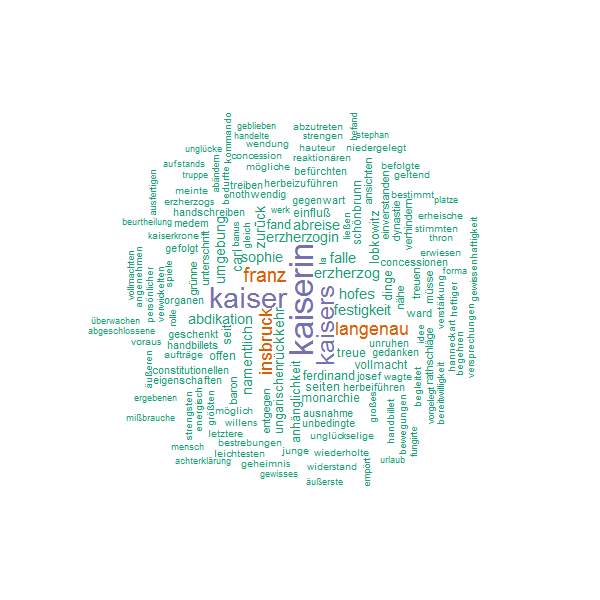 geblieben
abzutreten
befand
stephan
handelte
strengen
kommando
wendung
hauteur
niedergelegt
unglücke
concession
reaktionären
aufstands
mögliche
befürchten
befolgte
truppe
abändern
bedurfte
treiben
herbeizuführen
ansichten
geltend
meinte
nothwendig
gegenwart
schönbrunn
einverstanden
bestimmt
ausfertigen
erzherzogs
werk
einfluß
dynastie
platze
handschreiben
zurück
ließen
lobkowitz
verhindern
erheische
beurtheilung
medem
umgebung
banus
gleich
fand
abreise
stimmten
kaiserkrone
unterschrift
carl
erzherzogin
thron
gewissenhaftigkeit
gefolgt
sophie
la
falle
erwiesen
vollmachten
angenehmen
persönlicher
verwickelten
spiele
grünne
franz
kaiserin
erzherzog
dinge
concessionen
treuen
müsse
forma
heftiger
organen
kaiser
kaisers
hofes
nähe
verstärkung
überwachen
rolle
abdikation
insbruck
festigkeit
ward
versprechungen
abgeschlossene
geschenkt
seit
rückkehr
langenau
idee
hanneckart
begehren
voraus
handbillets
namentlich
ungarischen
unruhen
rathschläge
aufträge
offen
treue
gedanken
äußeren
constitutionellen
anhänglichkeit
vollmacht
begleitet
bereitwilligkeit
eigenschaften
baron
ferdinand
josef
wagte
ergebenen
strengsten
energisch
größten
seiten
herbeiführen
vorgelegt
monarchie
großes
handbillet
bewegungen
mißbrauche
möglich
entgegen
ausnahme
fungirte
willens
unbedingte
letztere
unglückselige
mensch
bestrebungen
leichtesten
junge
wiederholte
achterklärung
geheimnis
widerstand
urlaub
gewisses
äußerste
empört